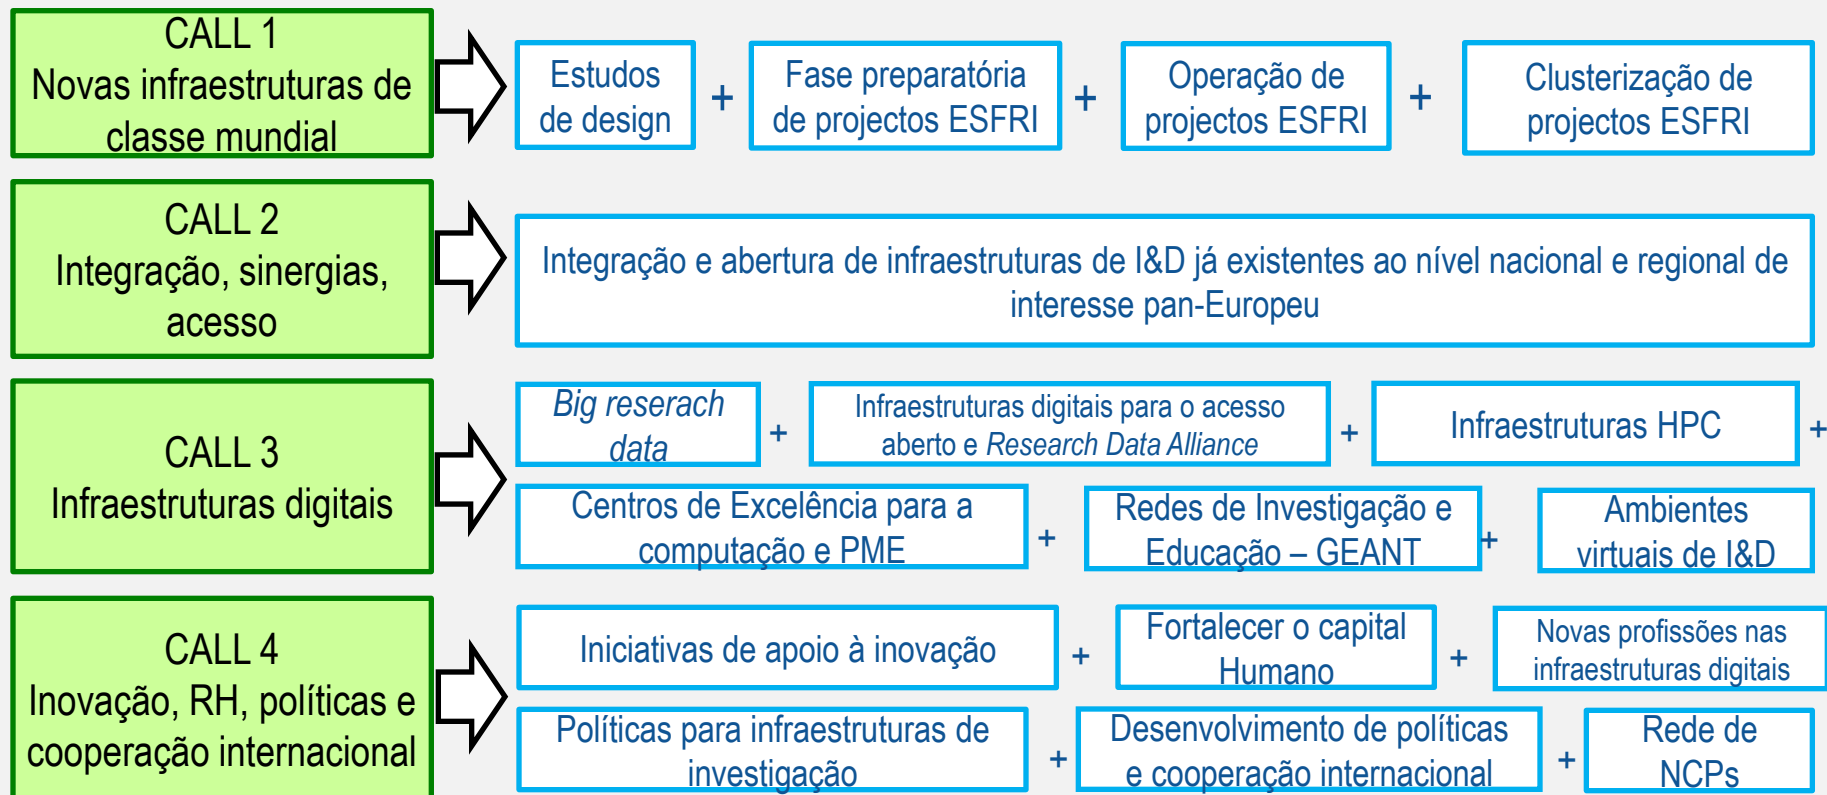 CALL 1
Novas infraestruturas de
classe mundial
Estudos
de design
+
Fase preparatória
de projectos ESFRI
+
Operação de
projectos ESFRI
+
Clusterização de
projectos ESFRI
CALL 2
Integração, sinergias,
acesso
Integração e abertura de infraestruturas de I&D já existentes ao nível nacional e regional de
interesse pan-Europeu
CALL 3
Infraestruturas digitais
Big reserach
data
+
Infraestruturas digitais para o acesso
aberto e Research Data Alliance
+
Infraestruturas HPC
+
Centros de Excelência para a
computação e PME
+
Redes de Investigação e
Educação – GEANT
+
Ambientes
virtuais de I&D
CALL 4
Inovação, RH, políticas e
cooperação internacional
Iniciativas de apoio à inovação
+
Fortalecer o capital
Humano
+
Novas profissões nas
infraestruturas digitais
Políticas para infraestruturas de
investigação
+
Desenvolvimento de políticas
e cooperação internacional
+
Rede de
NCPs